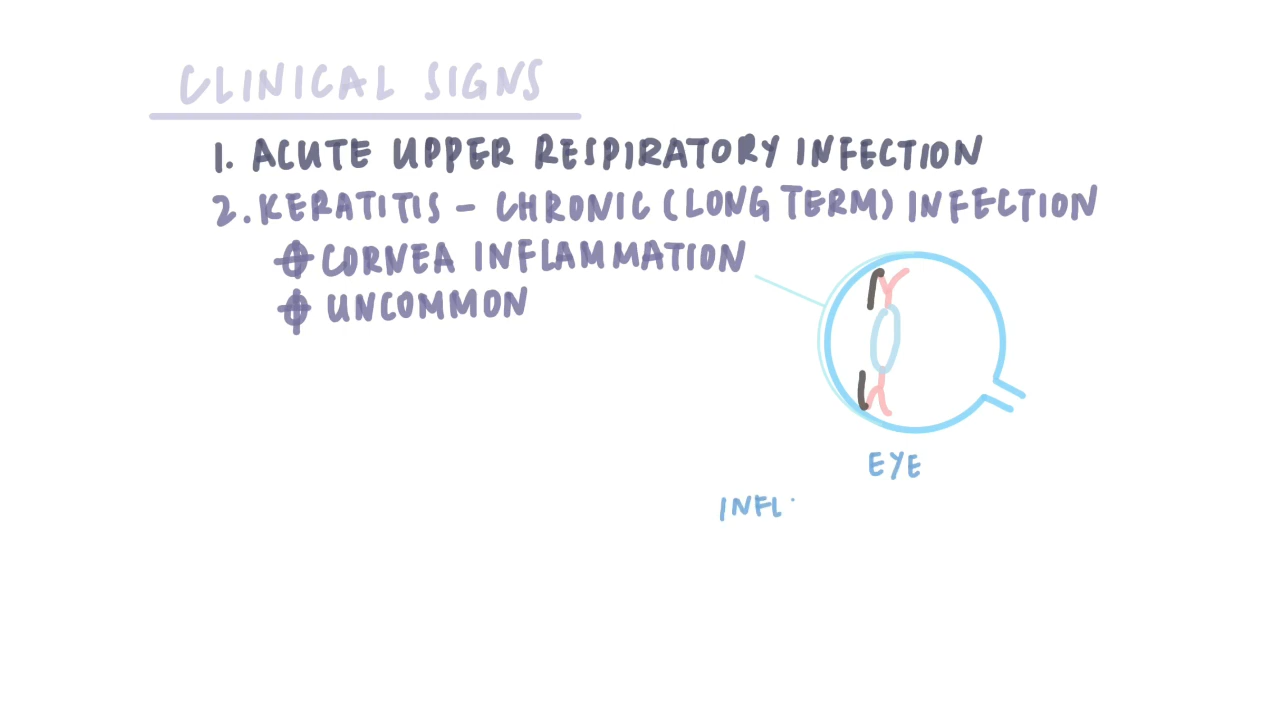 CLINICAL SIGNS
1. ACUTE UPPER RESPIRATORY INFECTION
2. KERATITIS - CHRONIC (LONG TERM) INFECTION
CORNEA INFLAMMATION
UNCOMMON
EYE
INFL